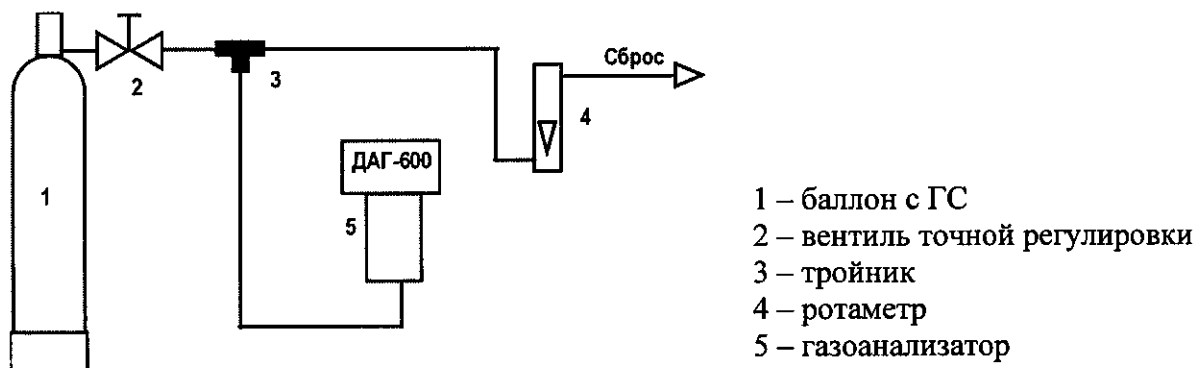 Сброс
2
3
4
ДАГ-600
1
5
1 – баллон с ГС
2 – вентиль точной регулировки
3 – тройник
4 – ротаметр
5 – газоанализатор